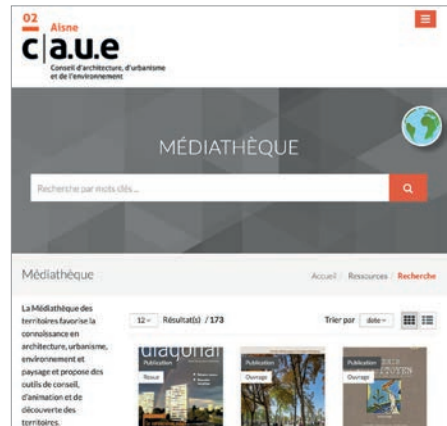 02
Aisne
c|a.u.e
Conseil d'architecture, d'urbanisme
et de l'environnement
MÉDIATHÈQUE
Recherche par mots clés...
Médiathèque
Accueil / Ressources / Recherche
La Médiathèque des
territoires favorise la
connaissance en
architecture, urbanisme,
environnement et
paysage et propose des
outils de conseil,
d'animation et de
découverte des
territoires.
12
Résultat(s) / 173
Trier par
date
diagonal
Publication
Revue
Publication
Ouvrage
Publication
Ouvrage